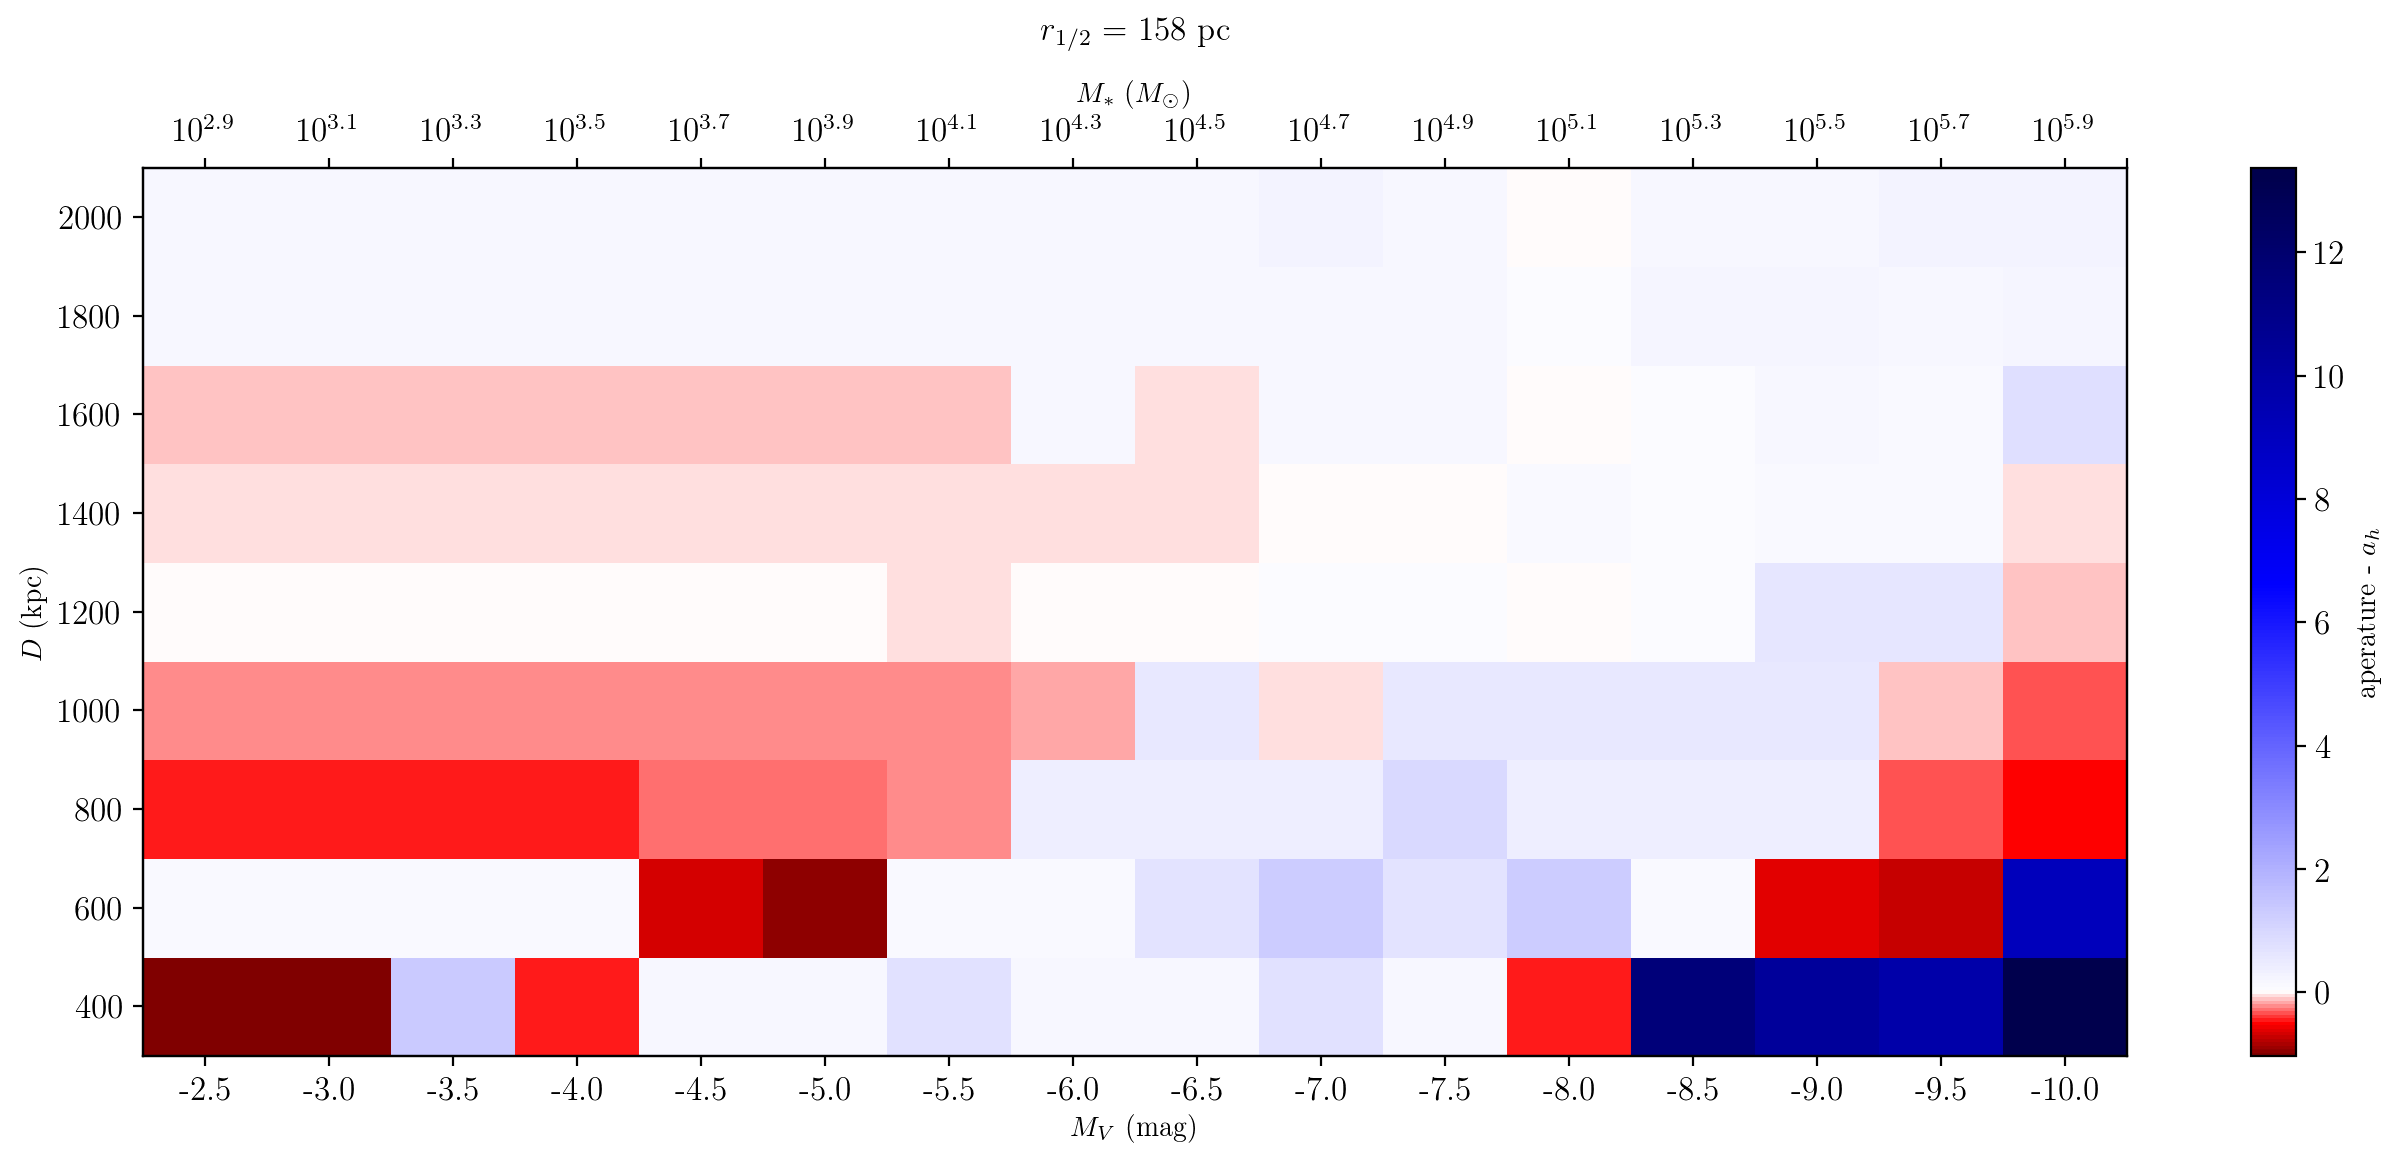 r_{1/2} = 158 pc
M_* (M_⊙)
10^{2.9} 10^{3.1} 10^{3.3} 10^{3.5} 10^{3.7} 10^{3.9} 10^{4.1} 10^{4.3} 10^{4.5} 10^{4.7} 10^{4.9} 10^{5.1} 10^{5.3} 10^{5.5} 10^{5.7} 10^{5.9}
2000
1800
1600
1400
1200
1000
800
600
400
D (kpc)
-2.5 -3.0 -3.5 -4.0 -4.5 -5.0 -5.5 -6.0 -6.5 -7.0 -7.5 -8.0 -8.5 -9.0 -9.5 -10.0
M_V (mag)
12
10
8
6
4
2
0
aperature - a_h